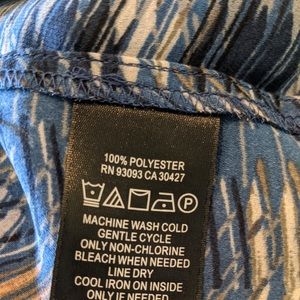 100% POLYESTER
RN 93093 CA 30427
P
MACHINE WASH COLD
GENTLE CYCLE
ONLY NON-CHLORINE
BLEACH WHEN NEEDED
LINE DRY
COOL IRON ON INSIDE
ONLY IF NEEDED